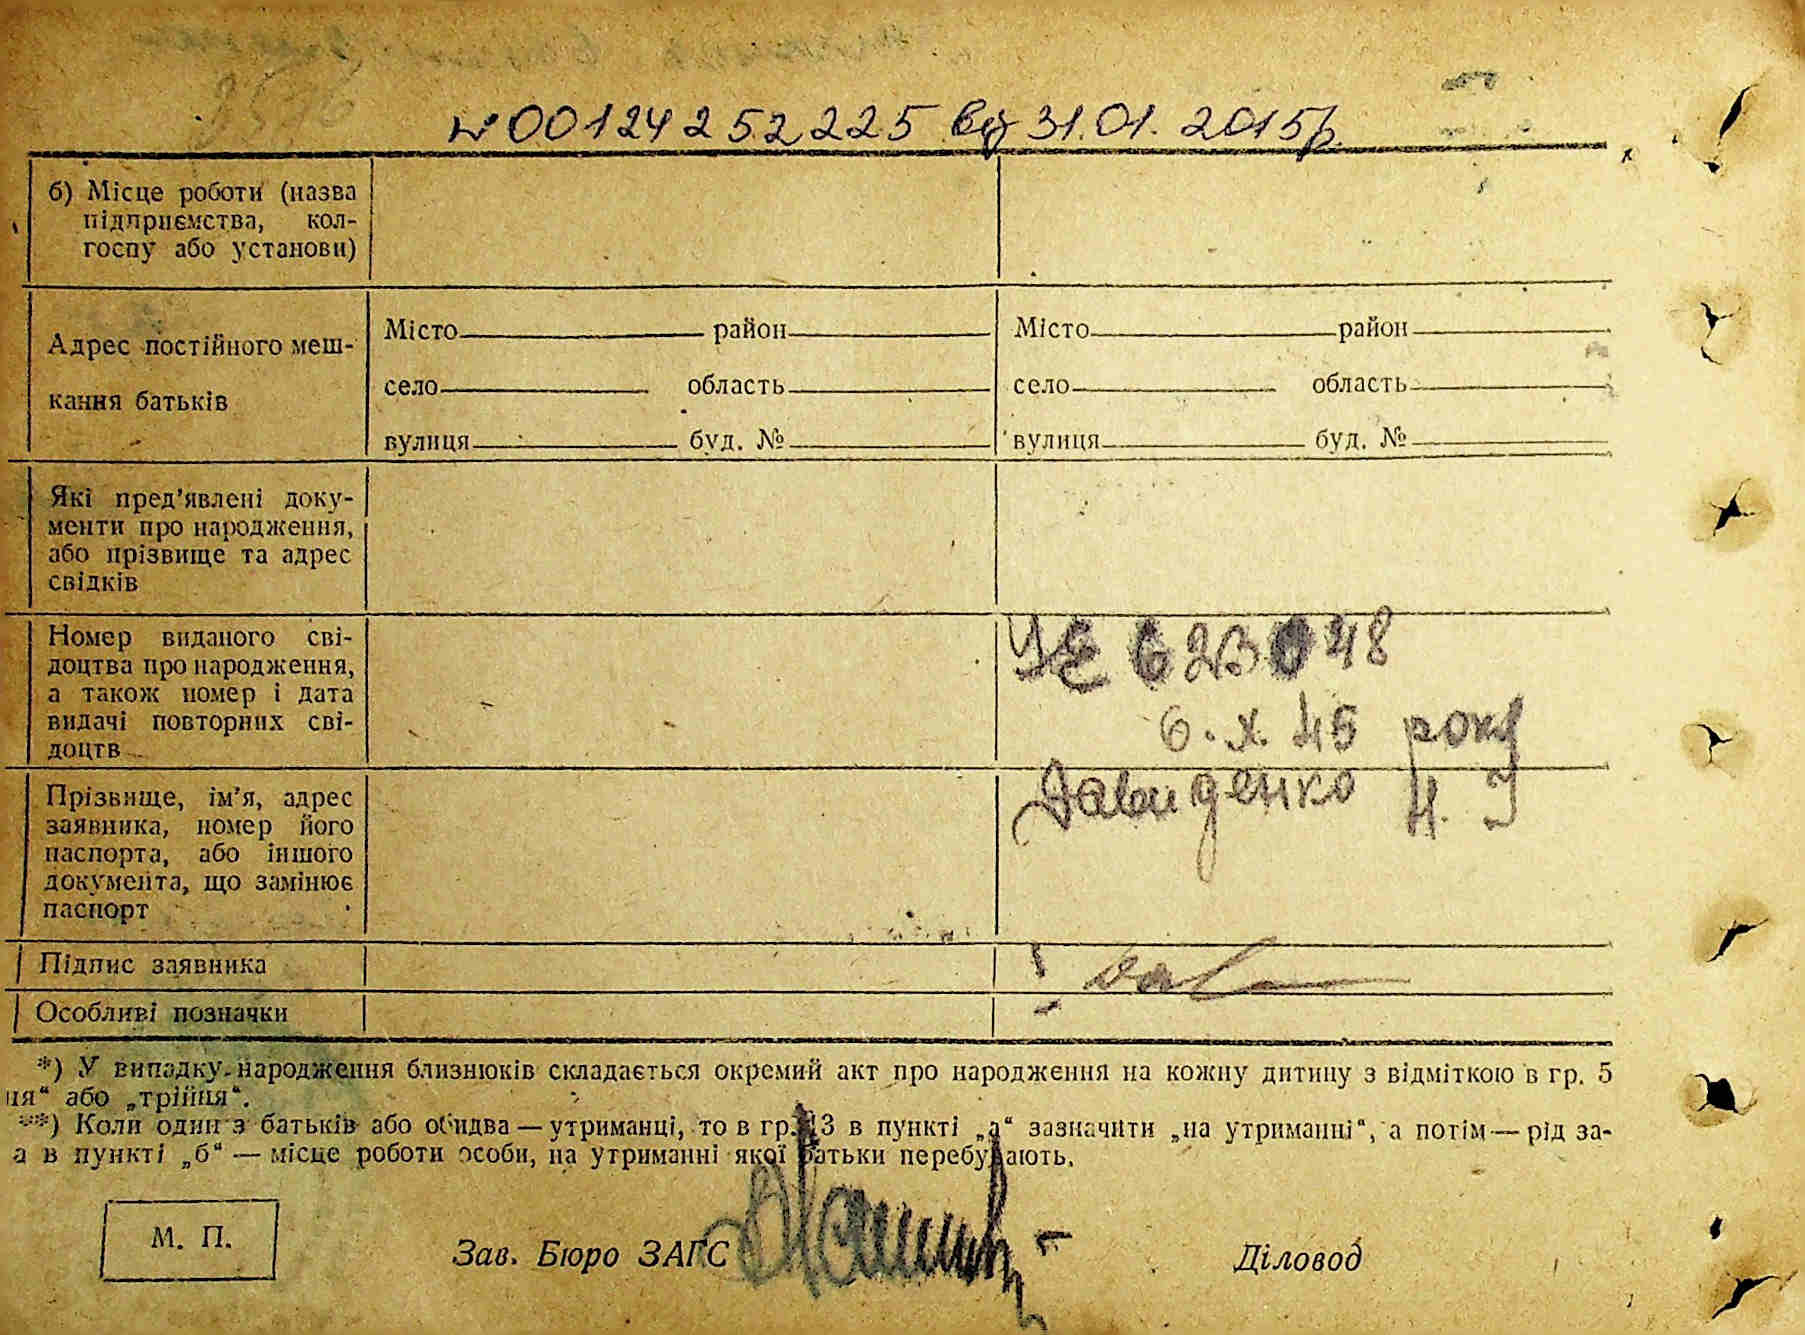 № 00124252225 від 31.01.2015р.
б) Місце роботи (назва
підприємства, кол-
госпу або установи)
Адрес постійного меш-
кання батьків
Місто район
село область
вулиця буд. №
Місто район
село область
вулиця буд. №
Які пред’явлені доку-
менти про народження,
або прізвище та адрес
свідків
Номер виданого сві-
доцтва про народження,
а також номер і дата
видачі повторних сві-
доцтв
623048
6. X. 45 року
Прізвище, ім’я, адрес
заявника, номер його
паспорта, або іншого
документа, що замінює
паспорт
Давиденко Н. І
Підпис заявника
Особливі позначки
*) У випадку народження близнюків складається окремий акт про народження на кожну дитину з відміткою в гр. 5
ня“ або „трійня“.
**) Коли один з батьків або обидва — утриманці, то в гр. 13 в пункті „а“ зазначити „на утриманні“, а потім — рід за-
а в пункті „б“ — місце роботи особи, на утриманні якої батьки перебувають.
М. П.
Зав. Бюро ЗАГС
Діловод